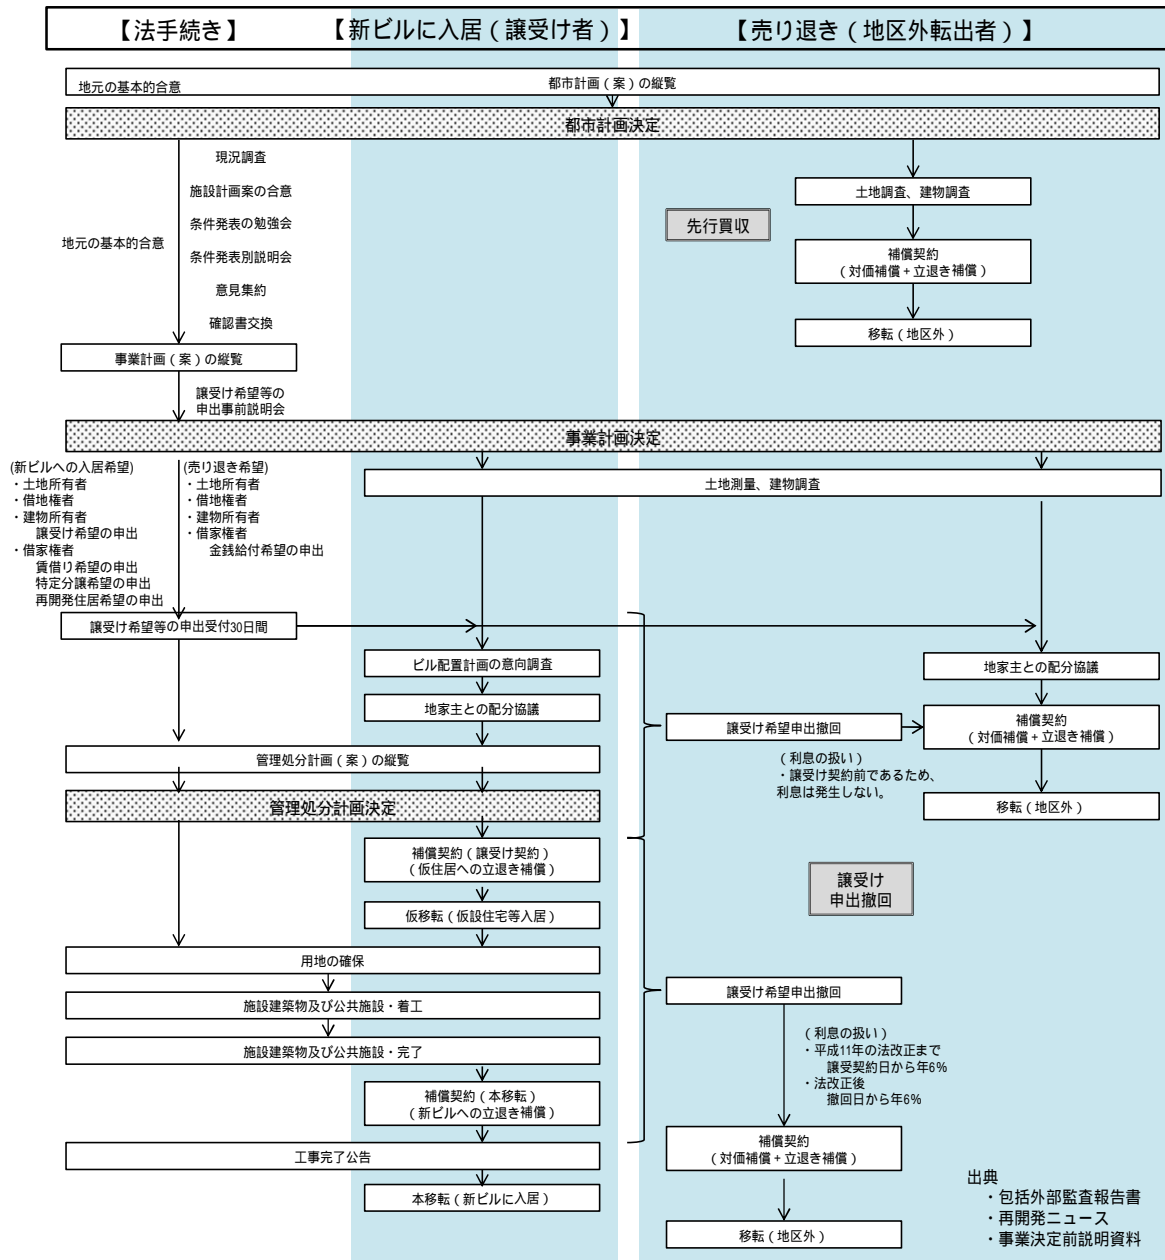 【法手続き】
【新ビルに入居（譲受け者）】
【売り退き（地区外転出者）】
地元の基本的合意
都市計画（案）の縦覧
都市計画決定
現況調査
施設計画案の合意
条件発表の勉強会
地元の基本的合意
条件発表別説明会
意見集約
確認書交換
土地調査、建物調査
先行買収
補償契約
（対価補償＋立退き補償）
移転（地区外）
事業計画（案）の縦覧
譲受け希望等の
申出事前説明会
事業計画決定
(新ビルへの入居希望)
・土地所有者
・借地権者
・建物所有者
譲受け希望の申出
・借家権者
賃借り希望の申出
特定分譲希望の申出
再開発住居希望の申出
(売り退き希望)
・土地所有者
・借地権者
・建物所有者
・借家権者
金銭給付希望の申出
土地測量、建物調査
譲受け希望等の申出受付30日間
ビル配置計画の意向調査
地家主との配分協議
地家主との配分協議
譲受け希望申出撤回
補償契約
（対価補償＋立退き補償）
（利息の扱い）
・譲受け契約前であるため、
利息は発生しない。
移転（地区外）
管理処分計画（案）の縦覧
管理処分計画決定
補償契約（譲受け契約）
（仮住居への立退き補償）
譲受け
申出撤回
仮移転（仮設住宅等入居）
用地の確保
施設建築物及び公共施設・着工
譲受け希望申出撤回
施設建築物及び公共施設・完了
（利息の扱い）
・平成11年の法改正まで
譲受契約日から年6%
・法改正後
撤回日から年6%
補償契約（本移転）
（新ビルへの立退き補償）
工事完了公告
補償契約
（対価補償＋立退き補償）
本移転（新ビルに入居）
移転（地区外）
出典
・包括外部監査報告書
・再開発ニュース
・事業決定前説明資料